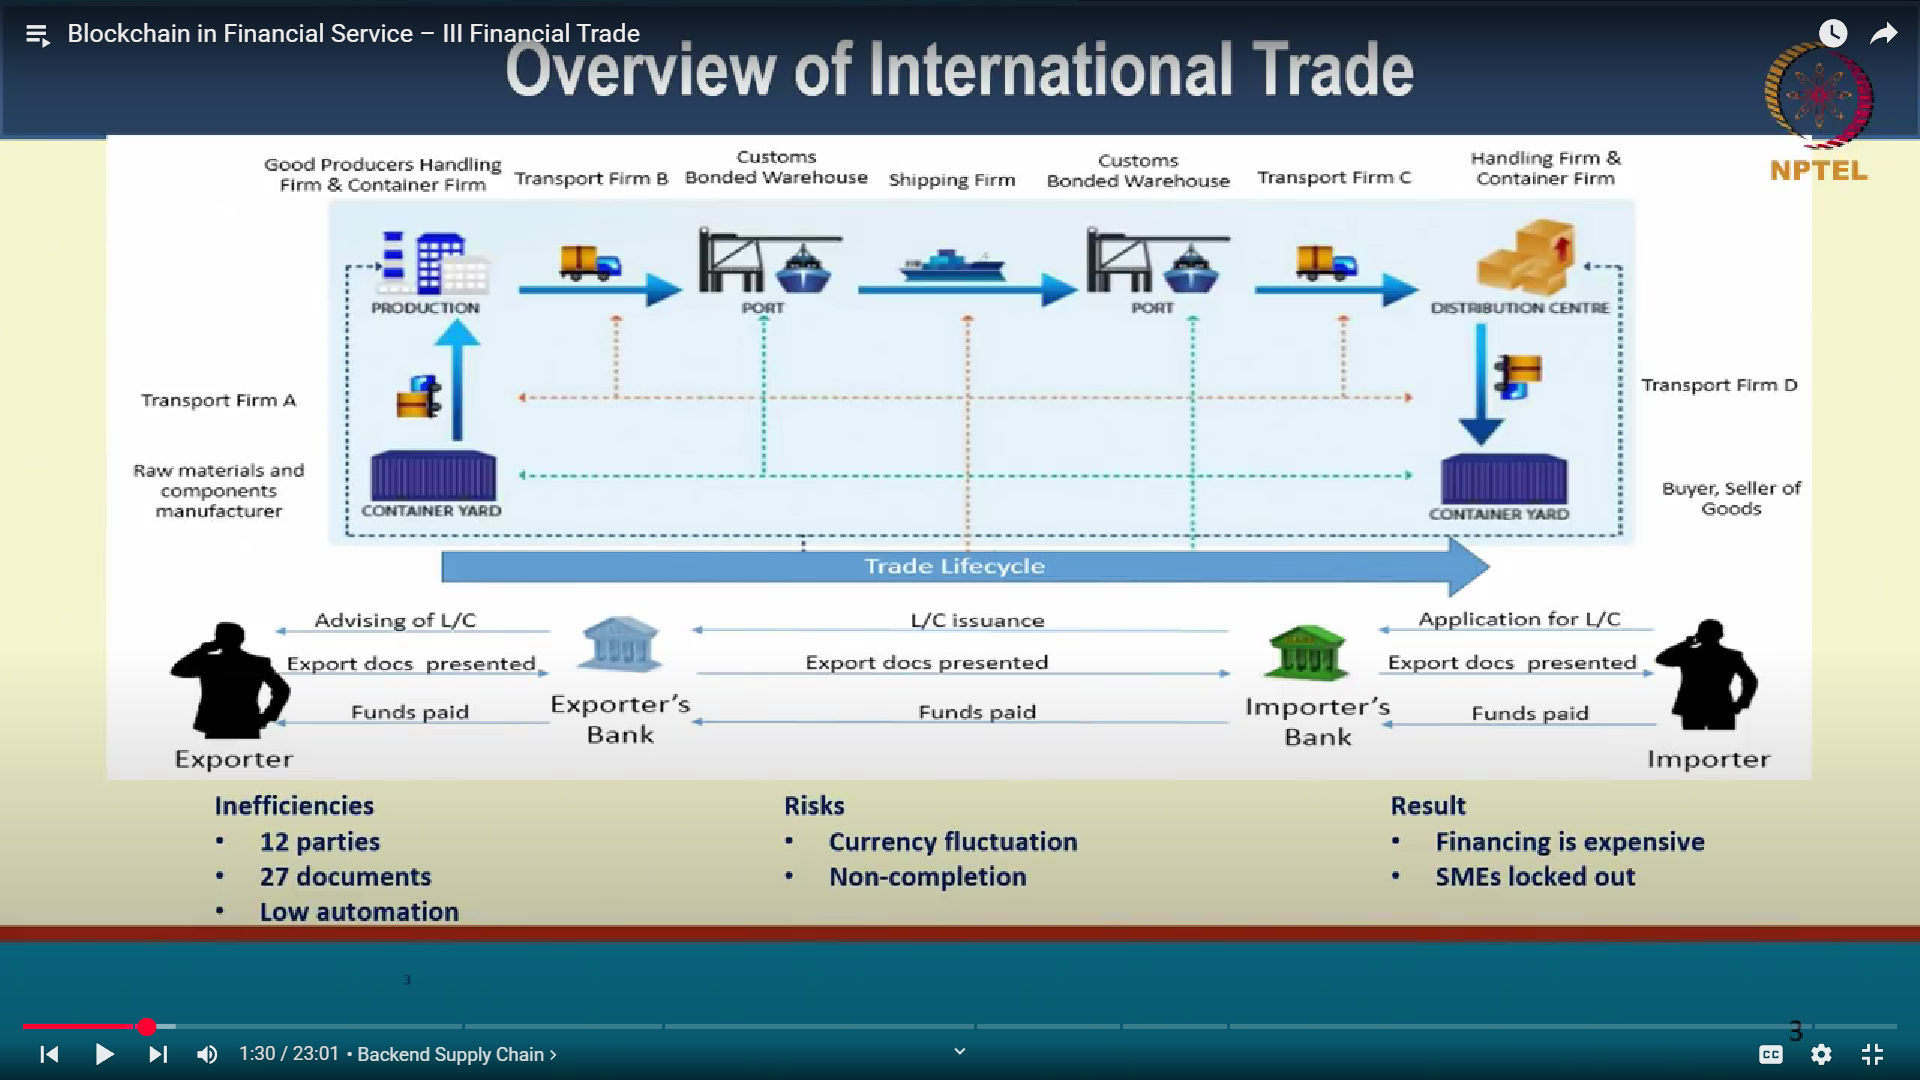 Blockchain in Financial Service – III Financial Trade
Overview of International Trade
NPTEL
Good Producers Handling
Firm & Container Firm
Transport Firm B
Customs
Bonded Warehouse
Shipping Firm
Customs
Bonded Warehouse
Transport Firm C
Handling Firm &
Container Firm
PRODUCTION
PORT
PORT
DISTRIBUTION CENTRE
Transport Firm A
Transport Firm D
Raw materials and
components
manufacturer
CONTAINER YARD
CONTAINER YARD
Buyer, Seller of
Goods
Trade Lifecycle
Advising of L/C
L/C issuance
Application for L/C
Export docs presented
Export docs presented
Export docs presented
Funds paid
Funds paid
Funds paid
Exporter
Exporter's
Bank
Importer's
Bank
Importer
Inefficiencies
• 12 parties
• 27 documents
• Low automation
Risks
• Currency fluctuation
• Non-completion
Result
• Financing is expensive
• SMEs locked out
3
3
1:30 / 23:01 • Backend Supply Chain ›
CC